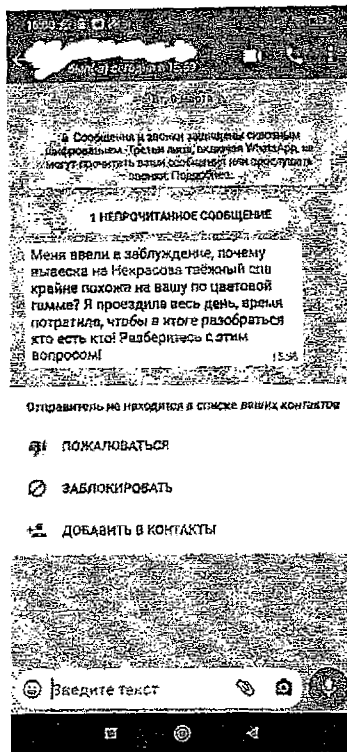 Сообщения и звонки защищены сквозным
шифрованием. Третьи лица, включая WhatsApp, не
могут прочитать ваши сообщения или прослушать
звонки. Подробнее.
1 НЕПРОЧИТАННОЕ СООБЩЕНИЕ
Меня ввели в заблуждение, почему
вывеска на Некрасова таёжный спа
крайне похожа на вашу по цветовой
гамме? Я проездила весь день, время
потратила, чтобы в итоге разобраться
кто есть кто! Разберитесь с этим
вопросом!
Отправитель не находится в списке ваших контактов
ПОЖАЛОВАТЬСЯ
ЗАБЛОКИРОВАТЬ
ДОБАВИТЬ В КОНТАКТЫ
Введите текст